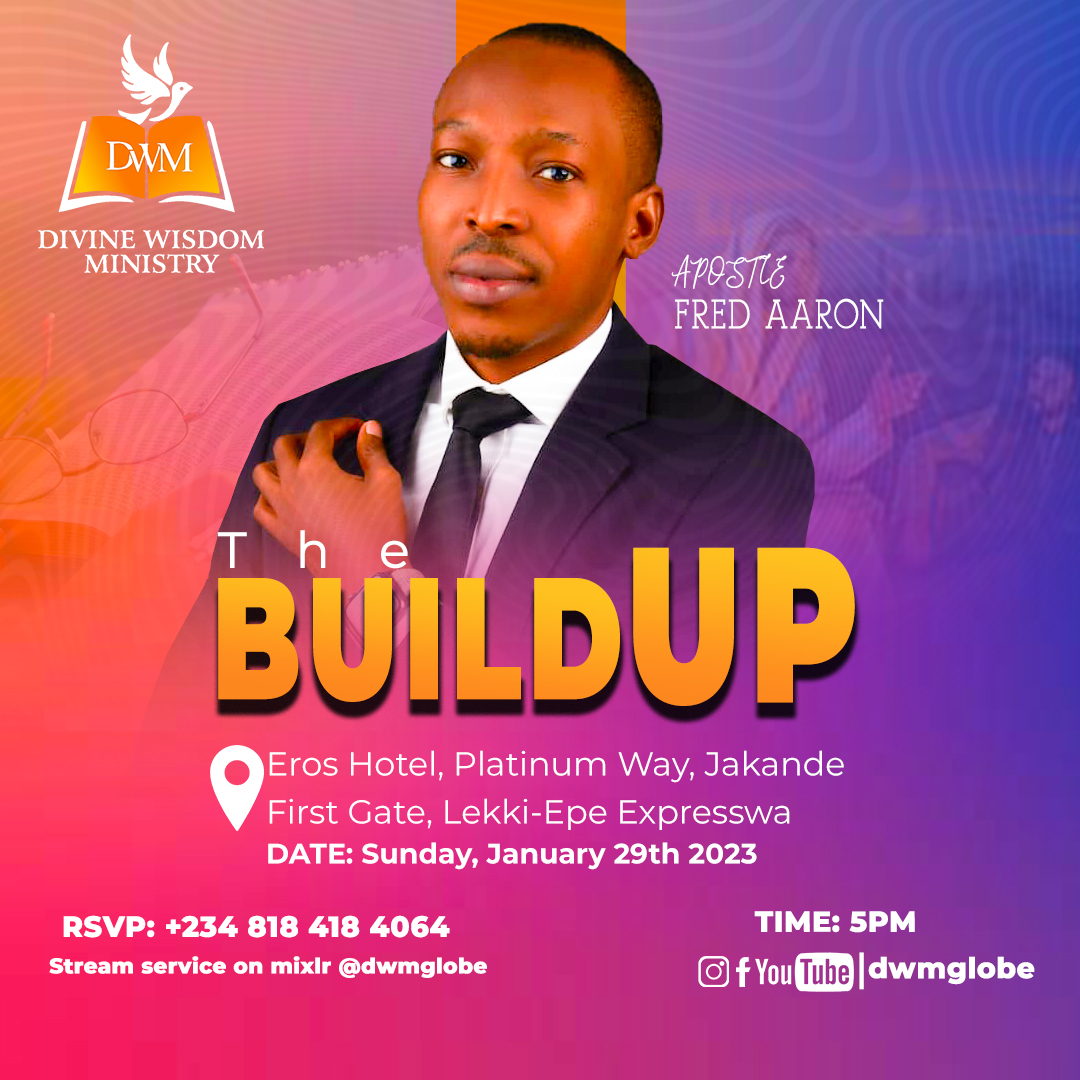 DWM
DIVINE WISDOM
MINISTRY
APOSTLE
FRED AARON
The
BUILDUP
Eros Hotel, Platinum Way, Jakande
First Gate, Lekki-Epe Expresswa
DATE: Sunday, January 29th 2023
RSVP: +234 818 418 4064
Stream service on mixlr @dwmglobe
TIME: 5PM
f YouTube|dwmglobe